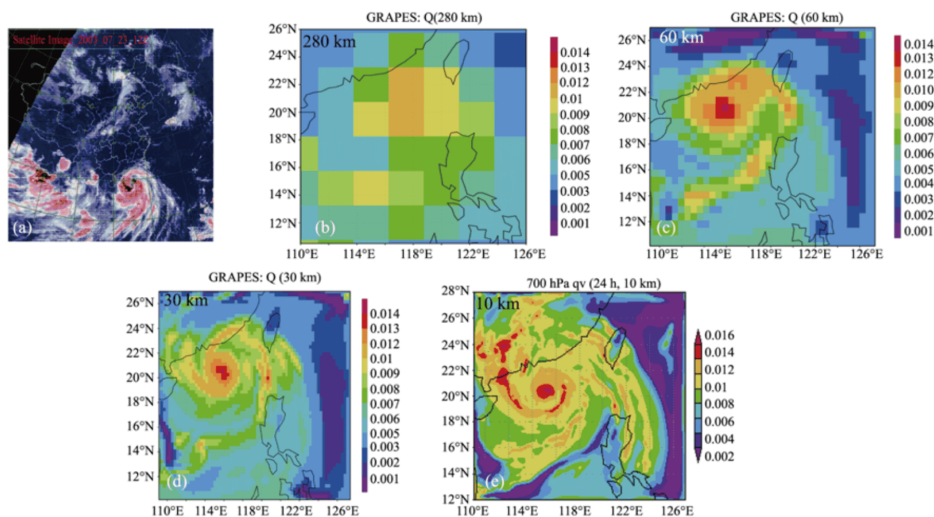 Satellite Image 2003 07 23-12U
(a)
GRAPES: Q(280 km)
280 km
26°N
24°N
22°N
20°N
18°N
16°N
14°N
12°N
(b)
110°E 114°E 118°E 122°E 126°E
0.014
0.013
0.012
0.01
0.009
0.008
0.007
0.006
0.005
0.003
0.002
0.001
GRAPES: Q (60 km)
60 km
26°N
24°N
22°N
20°N
18°N
16°N
14°N
12°N
(c)
110°E 114°E 118°E 122°E 126°E
0.014
0.013
0.012
0.010
0.009
0.008
0.007
0.006
0.005
0.004
0.003
0.002
0.001
GRAPES: Q (30 km)
30 km
26°N
24°N
22°N
20°N
18°N
16°N
14°N
12°N
(d)
110°E 114°E 118°E 122°E 126°E
0.014
0.013
0.012
0.01
0.009
0.008
0.007
0.006
0.005
0.003
0.002
0.001
700 hPa qv (24 h, 10 km)
10 km
28°N
26°N
24°N
22°N
20°N
18°N
16°N
14°N
12°N
(e)
110°E 114°E 118°E 122°E 126°E
0.016
0.014
0.012
0.01
0.008
0.006
0.004
0.002